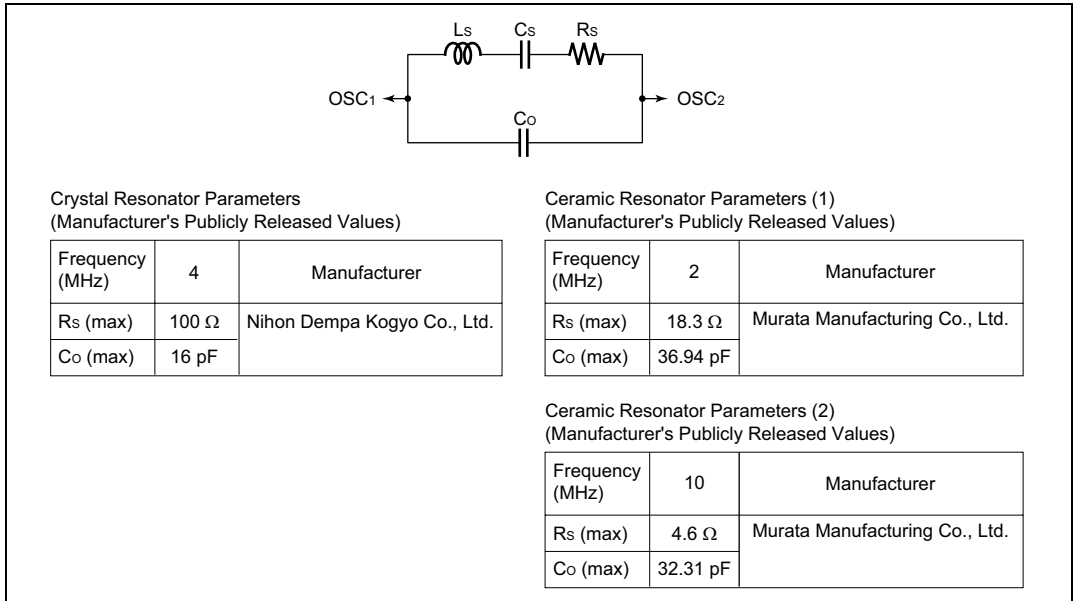 Ls Cs Rs
OSC1 OSC2
Co
Crystal Resonator Parameters
(Manufacturer's Publicly Released Values)
Frequency
(MHz) 4 Manufacturer
Rs (max) 100 Ω Nihon Dempa Kogyo Co., Ltd.
Co (max) 16 pF
Ceramic Resonator Parameters (1)
(Manufacturer's Publicly Released Values)
Frequency
(MHz) 2 Manufacturer
Rs (max) 18.3 Ω Murata Manufacturing Co., Ltd.
Co (max) 36.94 pF
Ceramic Resonator Parameters (2)
(Manufacturer's Publicly Released Values)
Frequency
(MHz) 10 Manufacturer
Rs (max) 4.6 Ω Murata Manufacturing Co., Ltd.
Co (max) 32.31 pF